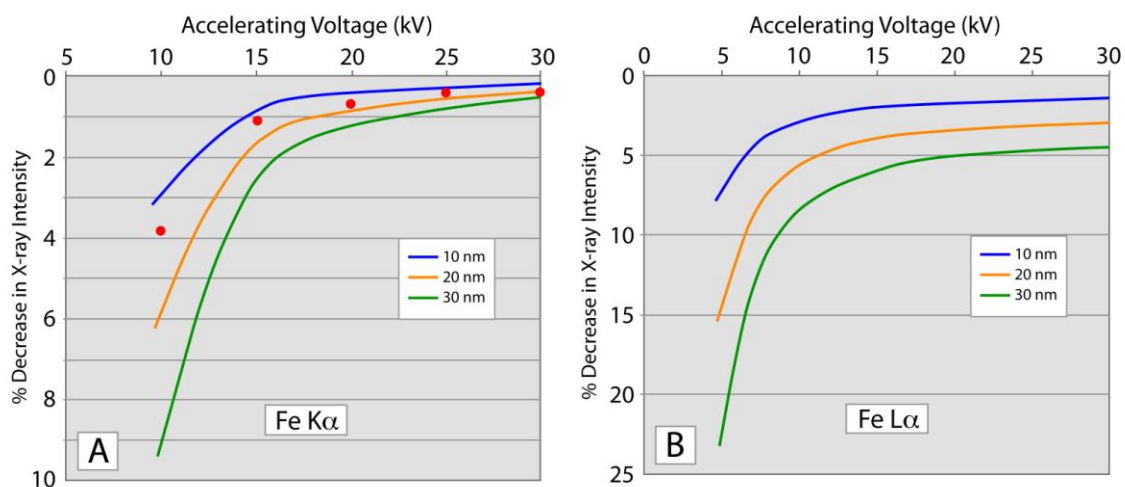 Accelerating Voltage (kV)
5 10 15 20 25 30
% Decrease in X-ray Intensity
0
2
4
6
8
10
10 nm
20 nm
30 nm
Fe Kα
A
Accelerating Voltage (kV)
0 5 10 15 20 25 30
% Decrease in X-ray Intensity
0
5
10
15
20
25
10 nm
20 nm
30 nm
Fe Lα
B